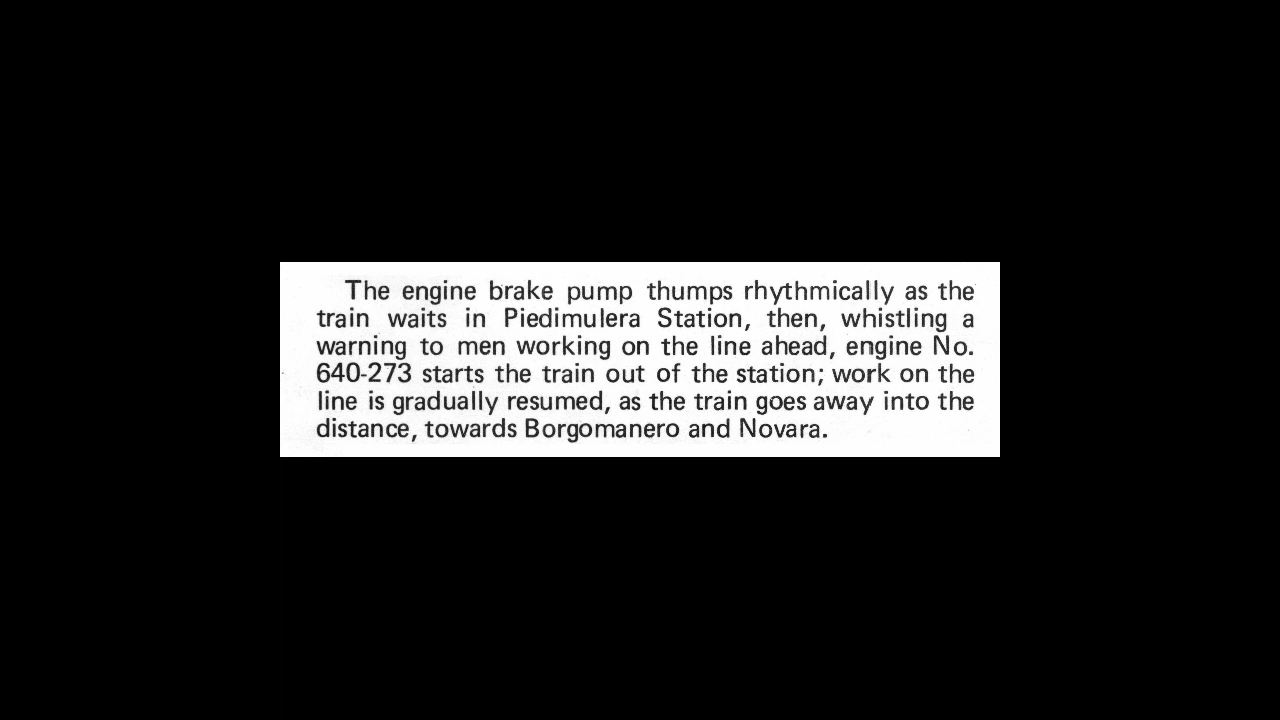 The engine brake pump thumps rhythmically as the
train waits in Piedimulera Station, then, whistling a
warning to men working on the line ahead, engine No.
640-273 starts the train out of the station; work on the
line is gradually resumed, as the train goes away into the
distance, towards Borgomanero and Novara.